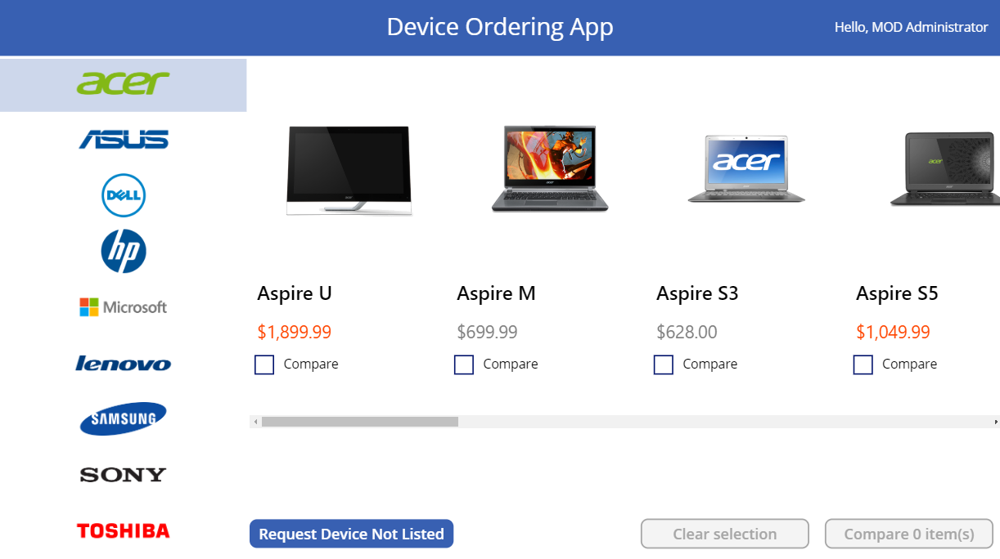 Device Ordering App
Hello, MOD Administrator
acer
ASUS
DELL
hp
Microsoft
lenovo
SAMSUNG
SONY
TOSHIBA
acer
acer
Aspire U
Aspire M
Aspire S3
Aspire S5
$1,899.99
$699.99
$628.00
$1,049.99
Compare
Compare
Compare
Compare
Request Device Not Listed
Clear selection
Compare 0 item(s)